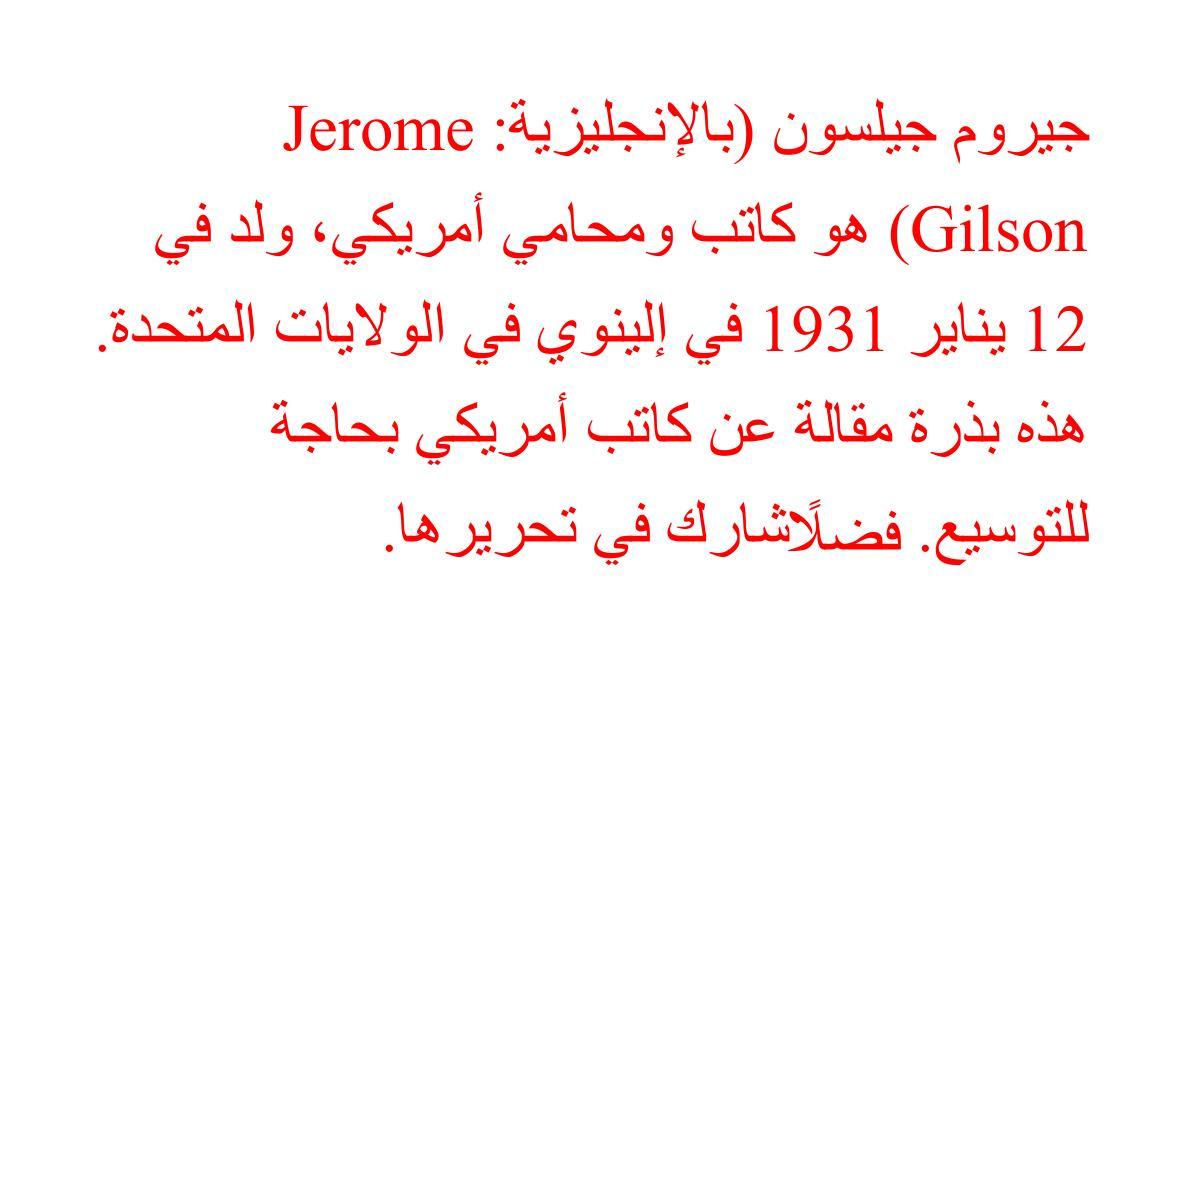 جيروم جيلسون (بالإنجليزية: Jerome
Gilson) هو كاتب ومحامي أمريكي، ولد في
12 يناير 1931 في إلينوي في الولايات المتحدة.
هذه بذرة مقالة عن كاتب أمريكي بحاجة
للتوسيع. فضلًاشارك في تحريرها.